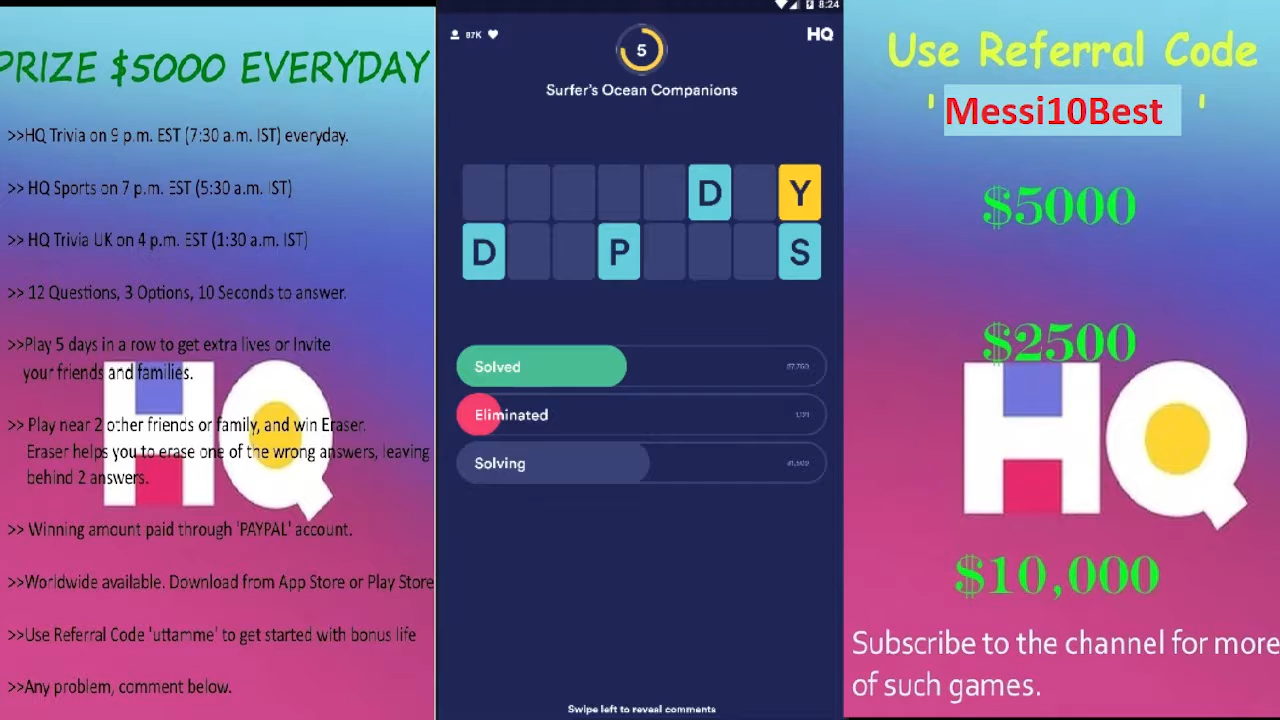 PRIZE $5000 EVERYDAY
>>HQ Trivia on 9 p.m. EST (7:30 a.m. IST) everyday.
>> HQ Sports on 7 p.m. EST (5:30 a.m. IST)
>> HQ Trivia UK on 4 p.m. EST (1:30 a.m. IST)
>> 12 Questions, 3 Options, 10 Seconds to answer.
>>Play 5 days in a row to get extra lives or Invite
your friends and families.
>> Play near 2 other friends or family, and win Eraser.
Eraser helps you to erase one of the wrong answers, leaving
behind 2 answers.
>> Winning amount paid through 'PAYPAL' account.
>>Worldwide available. Download from App Store or Play Store
>>Use Referral Code 'uttamme' to get started with bonus life
>>Any problem, comment below.
HQ
8:24
87K
HQ
5
Surfer's Ocean Companions
D Y
D P S
Solved
Eliminated
Solving
Swipe left to reveal comments
Use Referral Code
' Messi10Best '
$5000
$2500
HQ
$10,000
Subscribe to the channel for more
of such games.